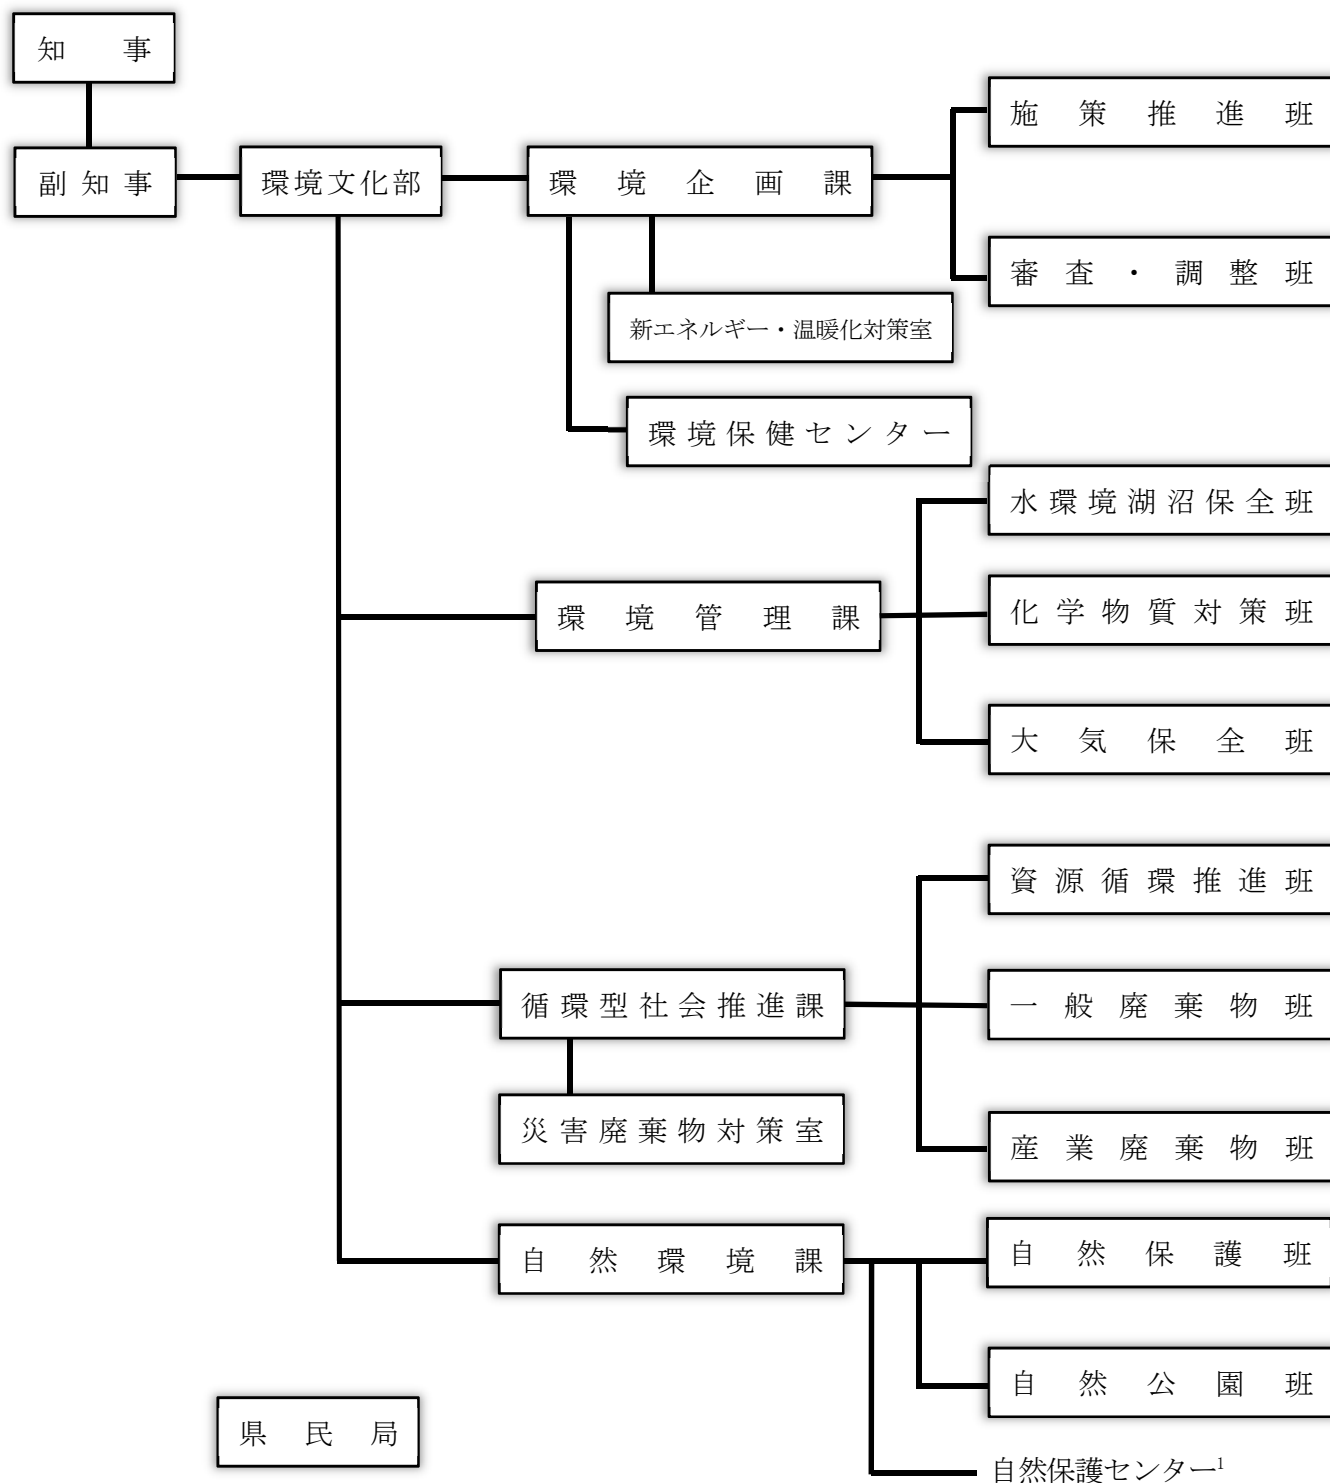 知事
副知事
環境文化部
環境企画課
施策推進班
審査・調整班
新エネルギー・温暖化対策室
環境保健センター
環境管理課
水環境湖沼保全班
化学物質対策班
大気保全班
循環型社会推進課
資源循環推進班
一般廃棄物班
産業廃棄物班
災害廃棄物対策室
自然環境課
自然保護班
自然公園班
自然保護センター1
県民局